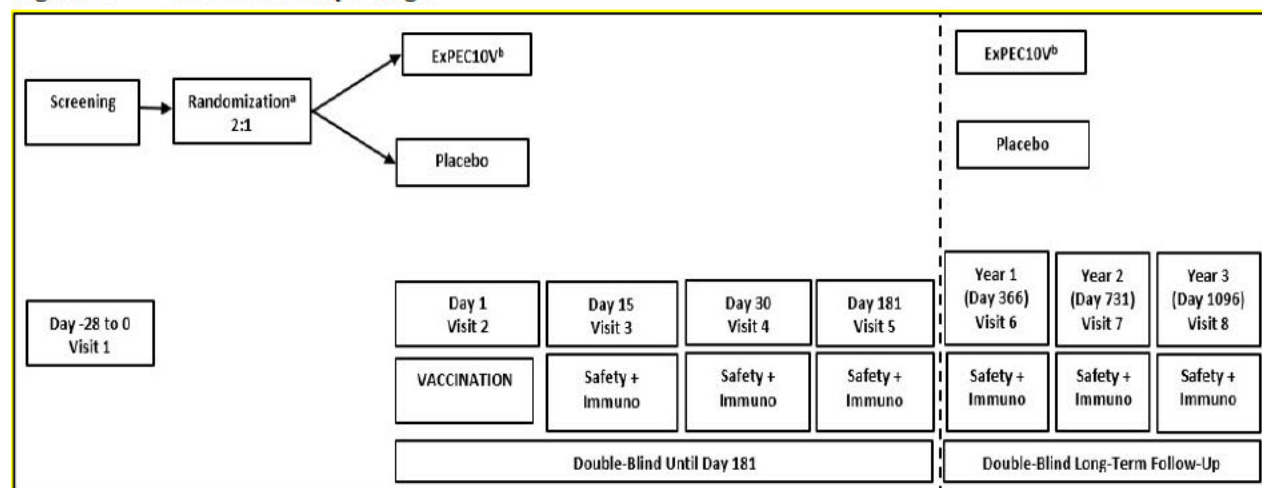 ExPEC10Vᵇ
ExPEC10Vᵇ
Screening
Randomizationᵃ
2:1
Placebo
Placebo
Day -28 to 0
Visit 1
Day 1
Visit 2
Day 15
Visit 3
Day 30
Visit 4
Day 181
Visit 5
Year 1
(Day 366)
Visit 6
Year 2
(Day 731)
Visit 7
Year 3
(Day 1096)
Visit 8
VACCINATION
Safety +
Immuno
Safety +
Immuno
Safety +
Immuno
Safety +
Immuno
Safety +
Immuno
Safety +
Immuno
Double-Blind Until Day 181
Double-Blind Long-Term Follow-Up